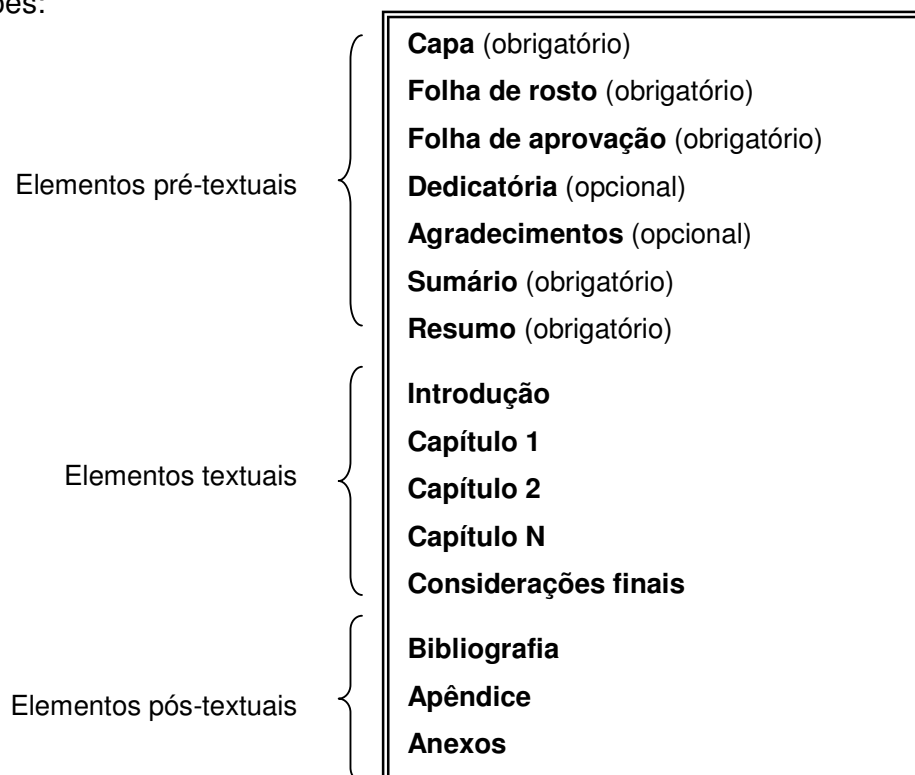 ões:
Capa (obrigatório)
Folha de rosto (obrigatório)
Folha de aprovação (obrigatório)
Elementos pré-textuais
Dedicatória (opcional)
Agradecimentos (opcional)
Sumário (obrigatório)
Resumo (obrigatório)
Introdução
Capítulo 1
Elementos textuais
Capítulo 2
Capítulo N
Considerações finais
Bibliografia
Elementos pós-textuais
Apêndice
Anexos